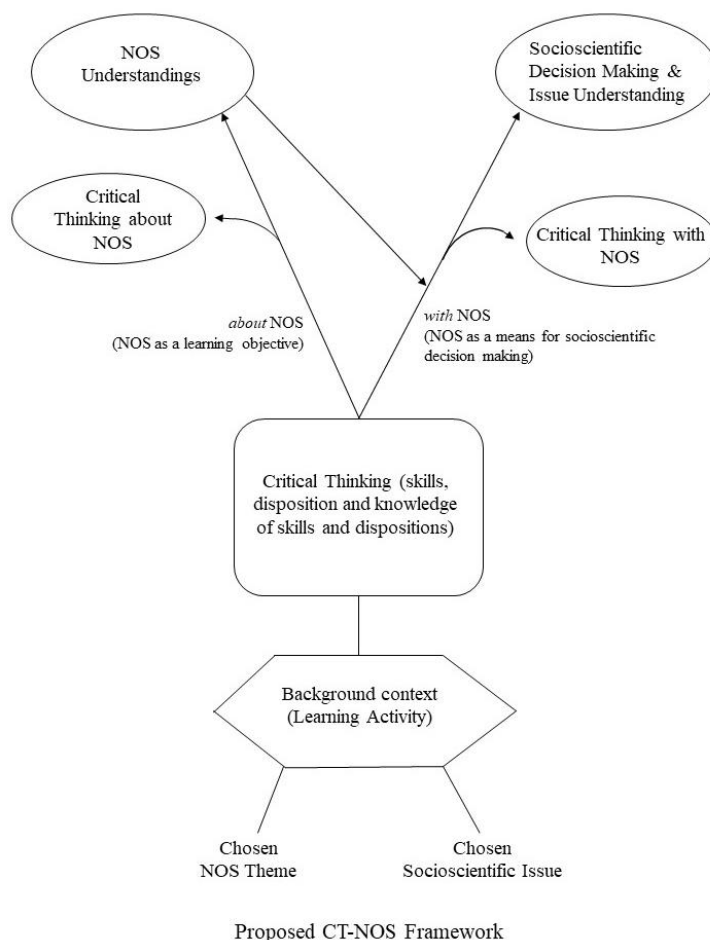 NOS
Understandings
Socioscientific
Decision Making &
Issue Understanding
Critical
Thinking about
NOS
Critical Thinking with
NOS
about NOS
(NOS as a learning objective)
with NOS
(NOS as a means for socioscientific
decision making)
Critical Thinking (skills,
disposition and knowledge
of skills and dispositions)
Background context
(Learning Activity)
Chosen
NOS Theme
Chosen
Socioscientific Issue
Proposed CT-NOS Framework